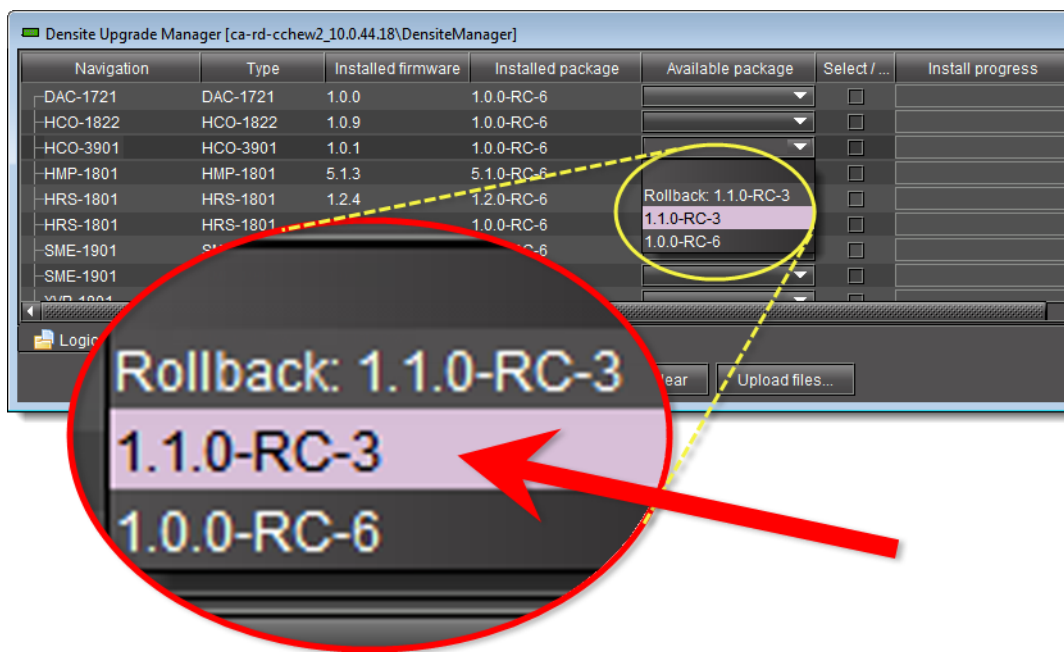 Densite Upgrade Manager [ca-rd-cchew2_10.0.44.18\DensiteManager]
Navigation Type Installed firmware Installed package Available package Select / ... Install progress
DAC-1721 DAC-1721 1.0.0 1.0.0-RC-6
HCO-1822 HCO-1822 1.0.9 1.0.0-RC-6
HCO-3901 HCO-3901 1.0.1 1.0.0-RC-6
HMP-1801 HMP-1801 5.1.3 5.1.0-RC-6
Rollback: 1.1.0-RC-3
HRS-1801 HRS-1801 1.2.4 1.2.0-RC-6
1.1.0-RC-3
HRS-1801 HRS-1801 1.0.0-RC-6
1.0.0-RC-6
SME-1901
SME-1901
Logic
Upload files...
Rollback: 1.1.0-RC-3
1.1.0-RC-3
1.0.0-RC-6